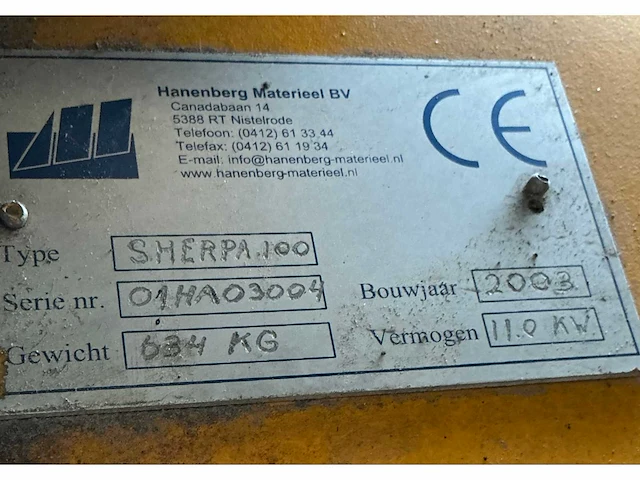 Hanenberg Materieel BV
Canadabaan 14
5388 RT Nistelrode
Telefoon: (0412) 61 33 44
Telefax: (0412) 61 19 34
E-mail: info@hanenberg-materieel.nl
www.hanenberg-materieel.nl
CE
Type SHERPA.100
Serie nr. 01HA03004
Bouwjaar 2003
Gewicht 634 KG
Vermogen 11.0 KW